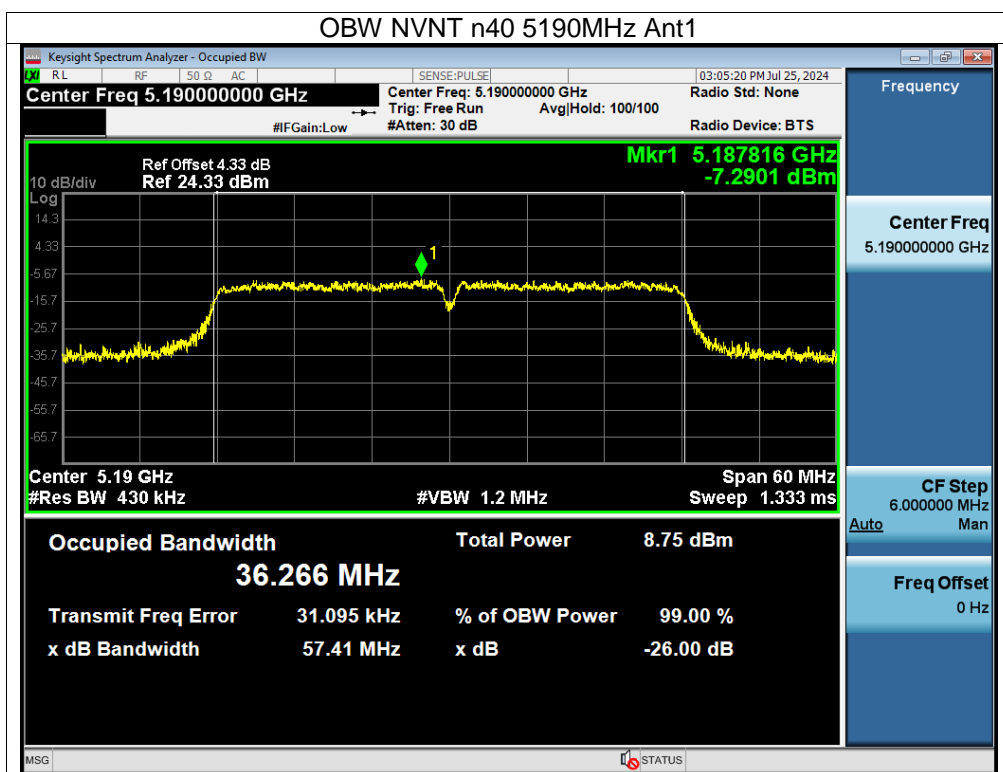 OBW NVNT n40 5190MHz Ant1
Keysight Spectrum Analyzer - Occupied BW
LXI RL RF 50 Ω AC SENSE:PULSE 03:05:20 PM Jul 25, 2024
Center Freq 5.190000000 GHz
#IFGain:Low
Center Freq: 5.190000000 GHz
Trig: Free Run Avg|Hold: 100/100
#Atten: 30 dB
Radio Std: None
Radio Device: BTS
Ref Offset 4.33 dB
10 dB/div Ref 24.33 dBm
Mkr1 5.187816 GHz
-7.2901 dBm
Log
14.3
4.33
-5.67
-15.7
-25.7
-35.7
-45.7
-55.7
-65.7
1
Center 5.19 GHz Span 60 MHz
#Res BW 430 kHz #VBW 1.2 MHz Sweep 1.333 ms
Occupied Bandwidth Total Power 8.75 dBm
36.266 MHz
Transmit Freq Error 31.095 kHz % of OBW Power 99.00 %
x dB Bandwidth 57.41 MHz x dB -26.00 dB
Frequency
Center Freq
5.190000000 GHz
CF Step
6.000000 MHz
Auto Man
Freq Offset
0 Hz
MSG STATUS